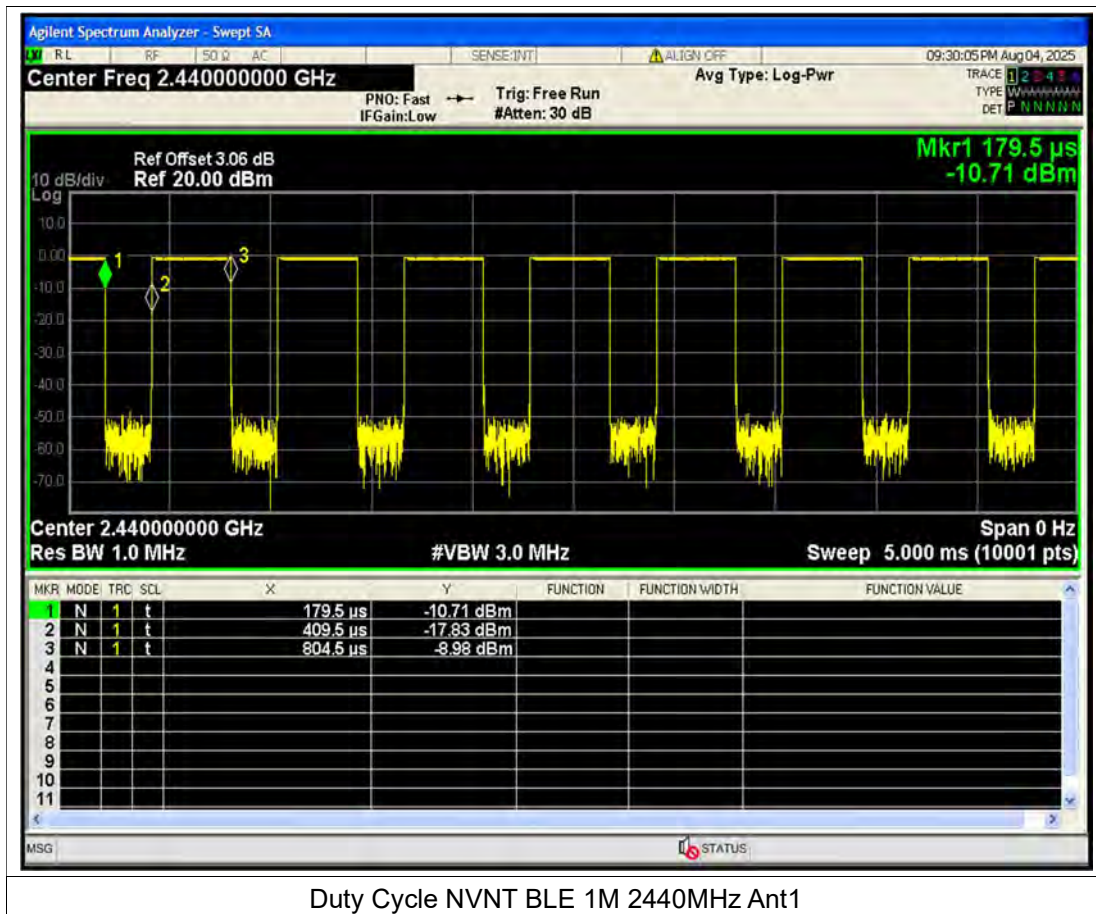 Agilent Spectrum Analyzer - Swept SA
LXI RL RF 50 Ω AC SENSE:INT ALIGN OFF 09:30:05 PM Aug 04, 2025
Center Freq 2.440000000 GHz Avg Type: Log-Pwr TRACE 1 2 3 4 5 6
PNO: Fast Trig: Free Run TYPE W
IFGain:Low #Atten: 30 dB DET P N N N N N
Mkr1 179.5 µs
Ref Offset 3.06 dB
10 dB/div Ref 20.00 dBm -10.71 dBm
Log
10.0
0.00
-10.0
-20.0
-30.0
-40.0
-50.0
-60.0
-70.0
1
2
3
Center 2.440000000 GHz Span 0 Hz
Res BW 1.0 MHz #VBW 3.0 MHz Sweep 5.000 ms (10001 pts)
MKR MODE TRC SCL X Y FUNCTION FUNCTION WIDTH FUNCTION VALUE
1 N 1 t 179.5 µs -10.71 dBm
2 N 1 t 409.5 µs -17.83 dBm
3 N 1 t 804.5 µs -8.98 dBm
4
5
6
7
8
9
10
11
MSG STATUS
Duty Cycle NVNT BLE 1M 2440MHz Ant1